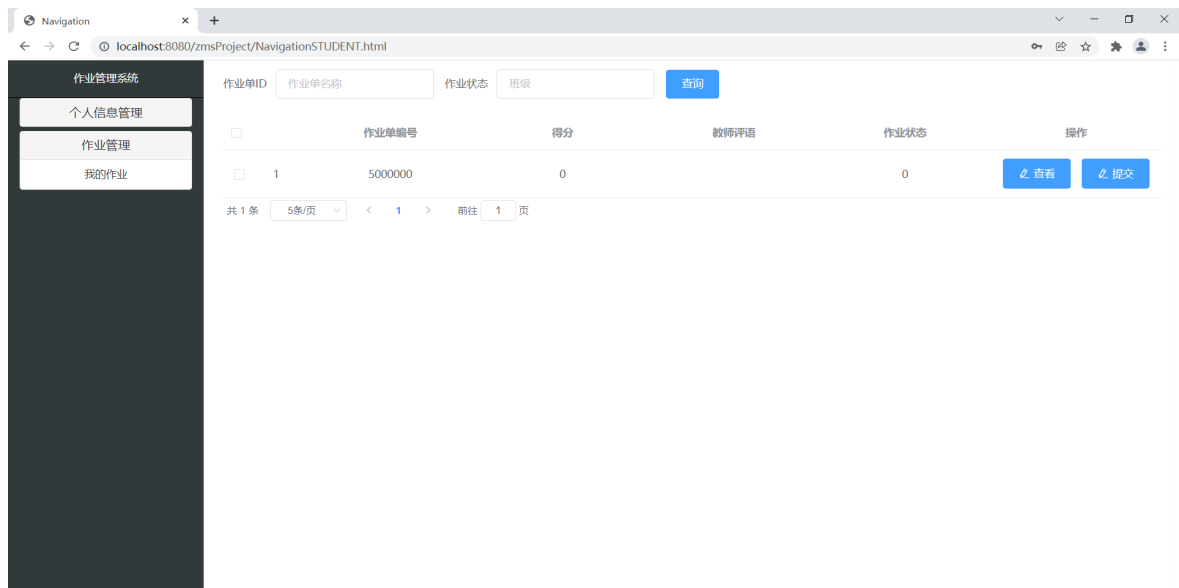 Navigation
localhost:8080/zmsProject/NavigationSTUDENT.html
作业管理系统
个人信息管理
作业管理
我的作业
作业单ID 作业单名称 作业状态 班级 查询
作业单编号 得分 教师评语 作业状态 操作
1 5000000 0 0 查看 提交
共 1 条 5条/页 1 前往 1 页